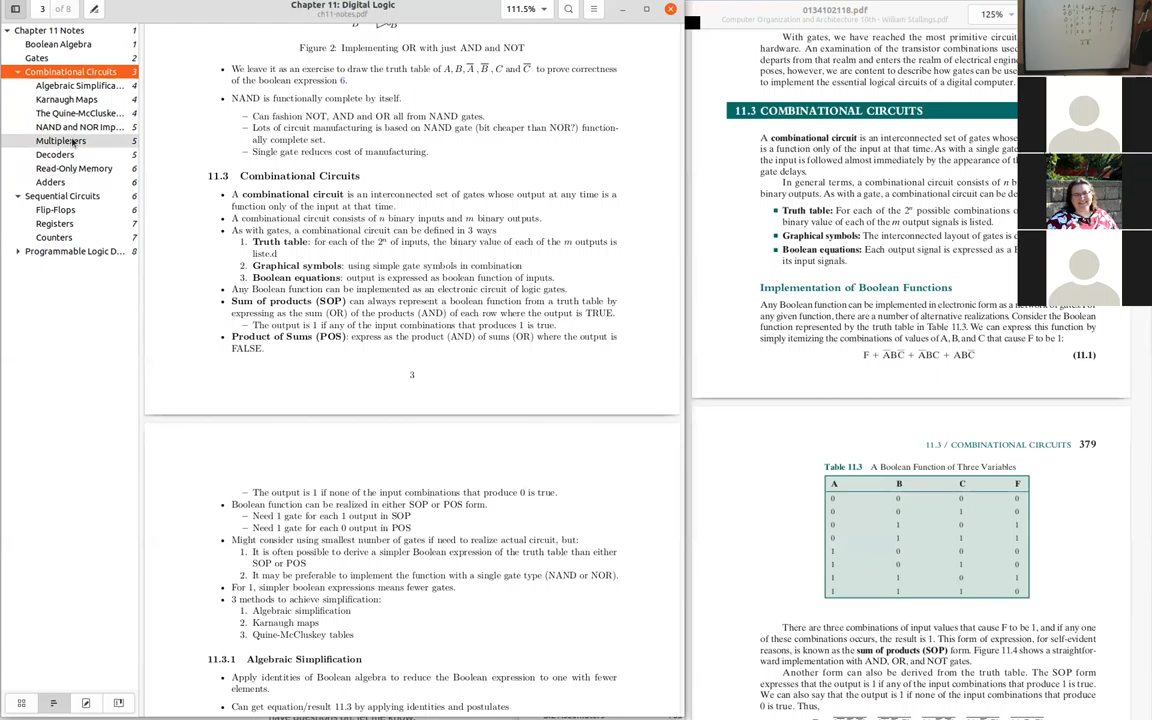 3 of 8
Chapter 11: Digital Logic
ch11-notes.pdf
111.5%
Chapter 11 Notes 1
Boolean Algebra 1
Gates 2
Combinational Circuits 3
Algebraic Simplifica... 4
Karnaugh Maps 4
The Quine-McCluske... 4
NAND and NOR Imp... 5
Multiplexers 5
Decoders 5
Read-Only Memory 6
Adders 6
Sequential Circuits 6
Flip-Flops 6
Registers 7
Counters 7
Programmable Logic D... 8
Figure 2: Implementing OR with just AND and NOT
• We leave it as an exercise to draw the truth table of A, B, A̅, B̅, C and C̅ to prove correctness
of the boolean expression 6.
• NAND is functionally complete by itself.
– Can fashion NOT, AND and OR all from NAND gates.
– Lots of circuit manufacturing is based on NAND gate (bit cheaper than NOR?) function-
ally complete set.
– Single gate reduces cost of manufacturing.
11.3 Combinational Circuits
• A combinational circuit is an interconnected set of gates whose output at any time is a
function only of the input at that time.
• A combinational circuit consists of n binary inputs and m binary outputs.
• As with gates, a combinational circuit can be defined in 3 ways
1. Truth table: for each of the 2ⁿ of inputs, the binary value of each of the m outputs is
liste.d
2. Graphical symbols: using simple gate symbols in combination
3. Boolean equations: output is expressed as boolean function of inputs.
• Any Boolean function can be implemented as an electronic circuit of logic gates.
• Sum of products (SOP) can always represent a boolean function from a truth table by
expressing as the sum (OR) of the products (AND) of each row where the output is TRUE.
– The output is 1 if any of the input combinations that produces 1 is true.
• Product of Sums (POS): express as the product (AND) of sums (OR) where the output is
FALSE.
3
– The output is 1 if none of the input combinations that produce 0 is true.
• Boolean function can be realized in either SOP or POS form.
– Need 1 gate for each 1 output in SOP
– Need 1 gate for each 0 output in POS
• Might consider using smallest number of gates if need to realize actual circuit, but:
1. It is often possible to derive a simpler Boolean expression of the truth table than either
SOP or POS
2. It may be preferable to implement the function with a single gate type (NAND or NOR).
• For 1, simpler boolean expressions means fewer gates.
• 3 methods to achieve simplification:
1. Algebraic simplification
2. Karnaugh maps
3. Quine-McCluskey tables
11.3.1 Algebraic Simplification
• Apply identities of Boolean algebra to reduce the Boolean expression to one with fewer
elements.
• Can get equation/result 11.3 by applying identities and postulates
0134102118.pdf
Computer Organization and Architecture 10th - William Stallings.pdf
125%
With gates, we have reached the most primitive circuit
hardware. An examination of the transistor combinations used
departs from that realm and enters the realm of electrical engine
poses, however, we are content to describe how gates can be used
to implement the essential logical circuits of a digital computer.
11.3 COMBINATIONAL CIRCUITS
A combinational circuit is an interconnected set of gates whose
is a function only of the input at that time. As with a single gate
the input is followed almost immediately by the appearance of th
gate delays.
In general terms, a combinational circuit consists of n b
binary outputs. As with a gate, a combinational circuit can be de
■ Truth table: For each of the 2ⁿ possible combinations o
binary value of each of the m output signals is listed.
■ Graphical symbols: The interconnected layout of gates is d
■ Boolean equations: Each output signal is expressed as a B
its input signals.
Implementation of Boolean Functions
Any Boolean function can be implemented in electronic form as a network of gates. For
any given function, there are a number of alternative realizations. Consider the Boolean
function represented by the truth table in Table 11.3. We can express this function by
simply itemizing the combinations of values of A, B, and C that cause F to be 1:
F + A̅BC̅ + A̅BC + ABC̅ (11.1)
11.3 / COMBINATIONAL CIRCUITS 379
Table 11.3 A Boolean Function of Three Variables
A B C F
0 0 0 0
0 0 1 0
0 1 0 1
0 1 1 1
1 0 0 0
1 0 1 0
1 1 0 1
1 1 1 0
There are three combinations of input values that cause F to be 1, and if any one
of these combinations occurs, the result is 1. This form of expression, for self-evident
reasons, is known as the sum of products (SOP) form. Figure 11.4 shows a straightfor-
ward implementation with AND, OR, and NOT gates.
Another form can also be derived from the truth table. The SOP form
expresses that the output is 1 if any of the input combinations that produce 1 is true.
We can also say that the output is 1 if none of the input combinations that produce
0 is true. Thus,